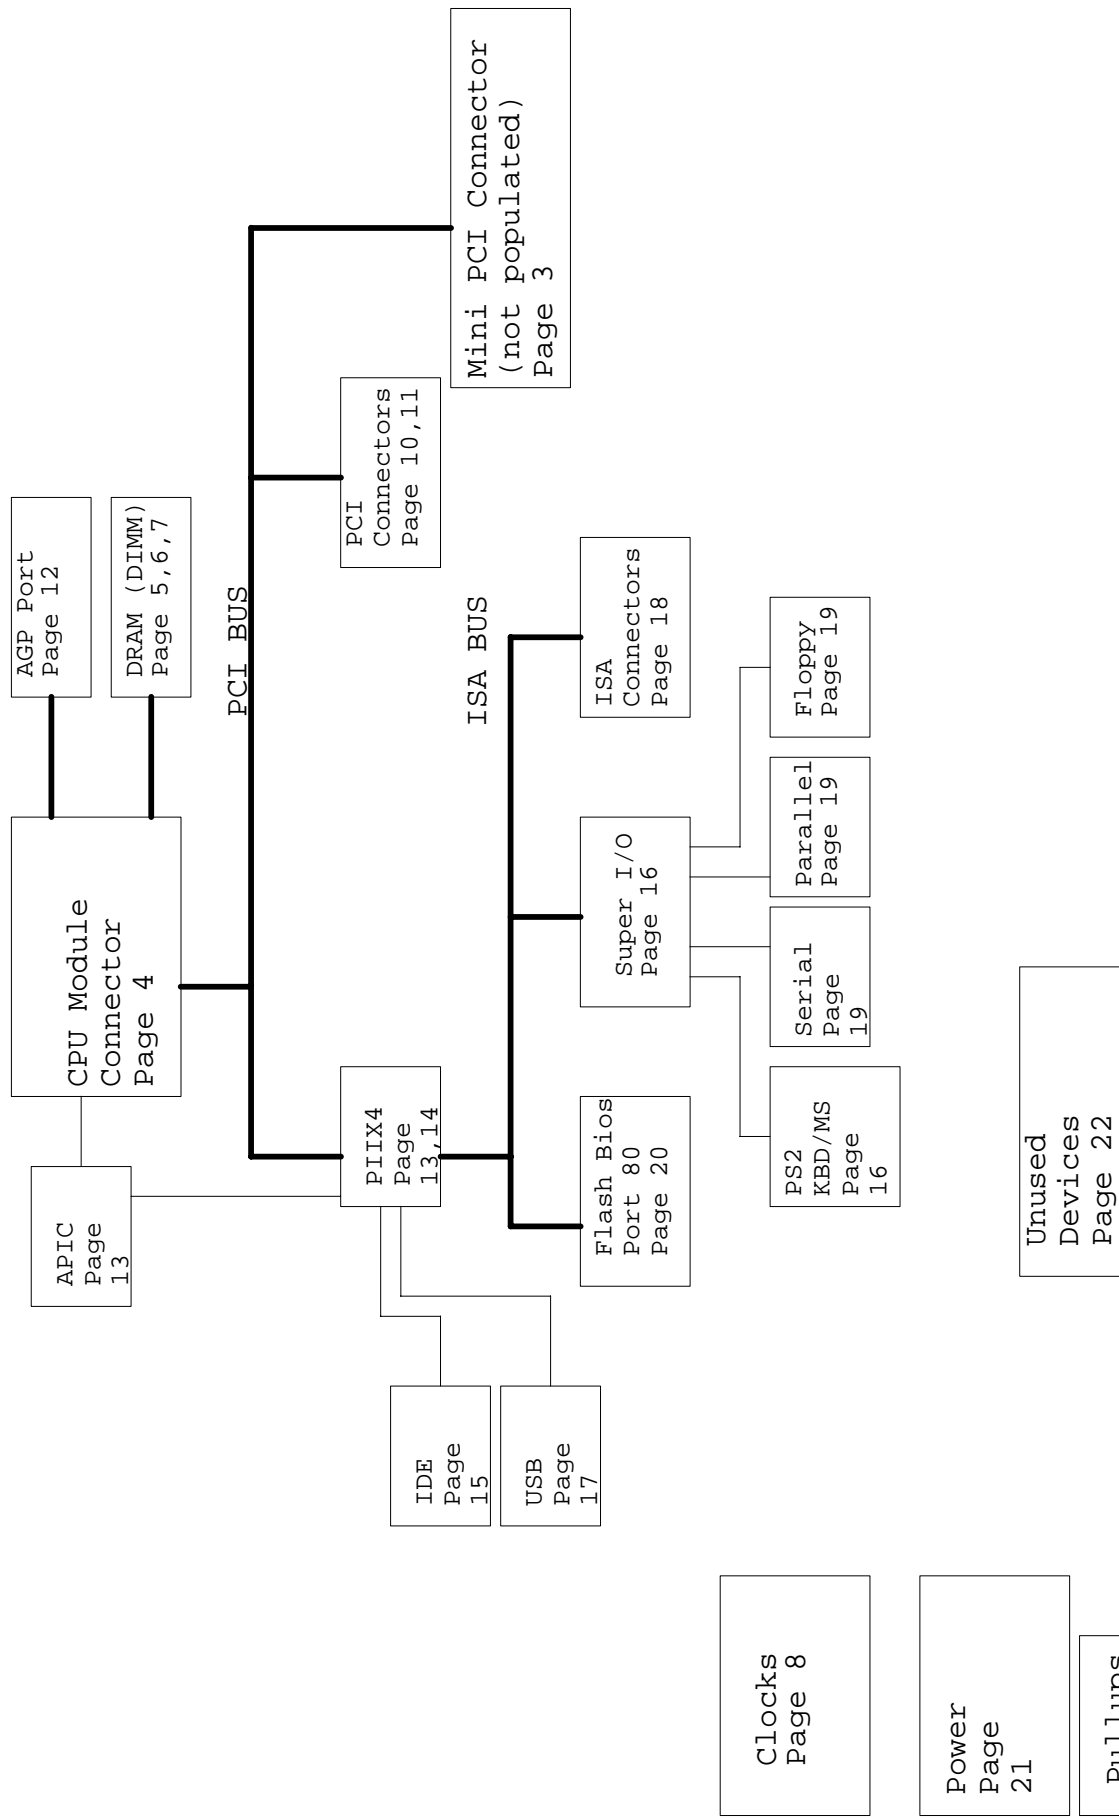 AGP Port
Page 12
DRAM (DIMM)
Page 5,6,7
CPU Module
Connector
Page 4
APIC
Page
13
PCI BUS
Mini PCI Connector
(not populated)
Page 3
PCI
Connectors
Page 10,11
PIIX4
Page
13,14
IDE
Page
15
USB
Page
17
ISA BUS
ISA
Connectors
Page 18
Super I/O
Page 16
Flash Bios
Port 80
Page 20
Floppy
Page 19
Parallel
Page 19
Serial
Page
19
PS2
KBD/MS
Page
16
Clocks
Page 8
Power
Page
21
Unused
Devices
Page 22
Pullups